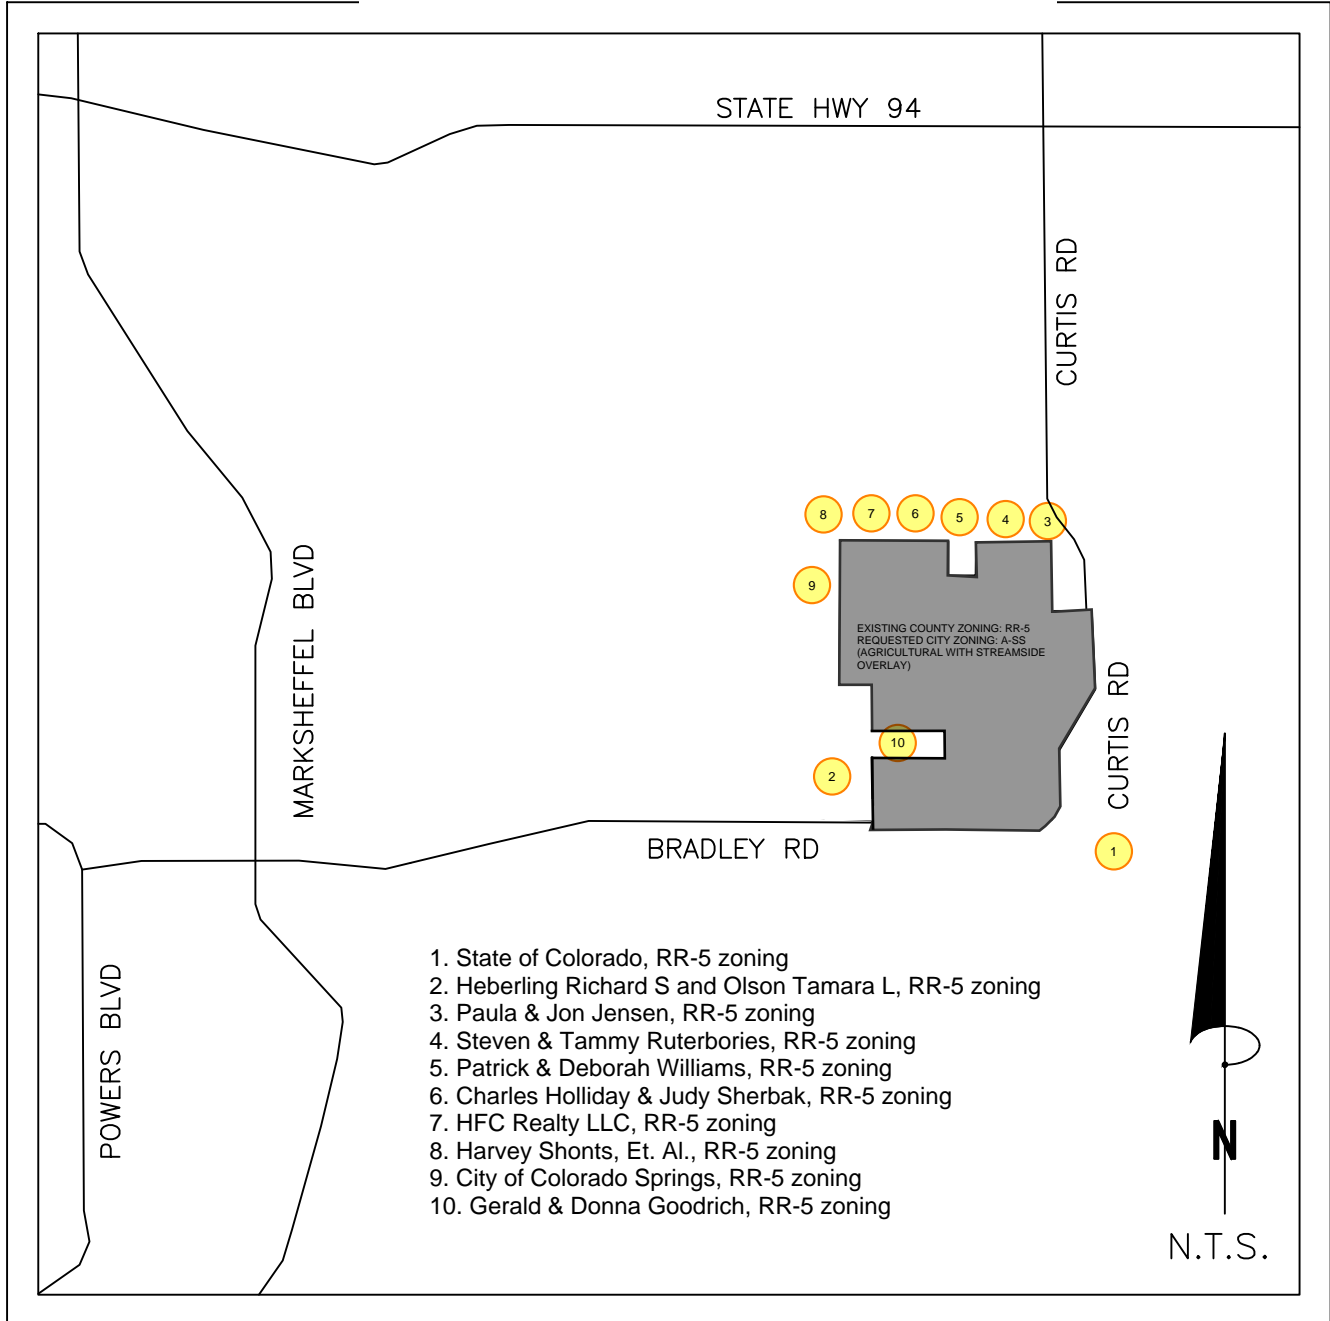 STATE HWY 94
CURTIS RD
8
7
6
5
4
3
9
EXISTING COUNTY ZONING: RR-5
REQUESTED CITY ZONING: A-SS
(AGRICULTURAL WITH STREAMSIDE
OVERLAY)
MARKSHEFFEL BLVD
CURTIS RD
10
2
BRADLEY RD
1
POWERS BLVD
1. State of Colorado, RR-5 zoning
2. Heberling Richard S and Olson Tamara L, RR-5 zoning
3. Paula & Jon Jensen, RR-5 zoning
4. Steven & Tammy Ruterbories, RR-5 zoning
5. Patrick & Deborah Williams, RR-5 zoning
6. Charles Holliday & Judy Sherbak, RR-5 zoning
7. HFC Realty LLC, RR-5 zoning
8. Harvey Shonts, Et. Al., RR-5 zoning
9. City of Colorado Springs, RR-5 zoning
10. Gerald & Donna Goodrich, RR-5 zoning
N
N.T.S.